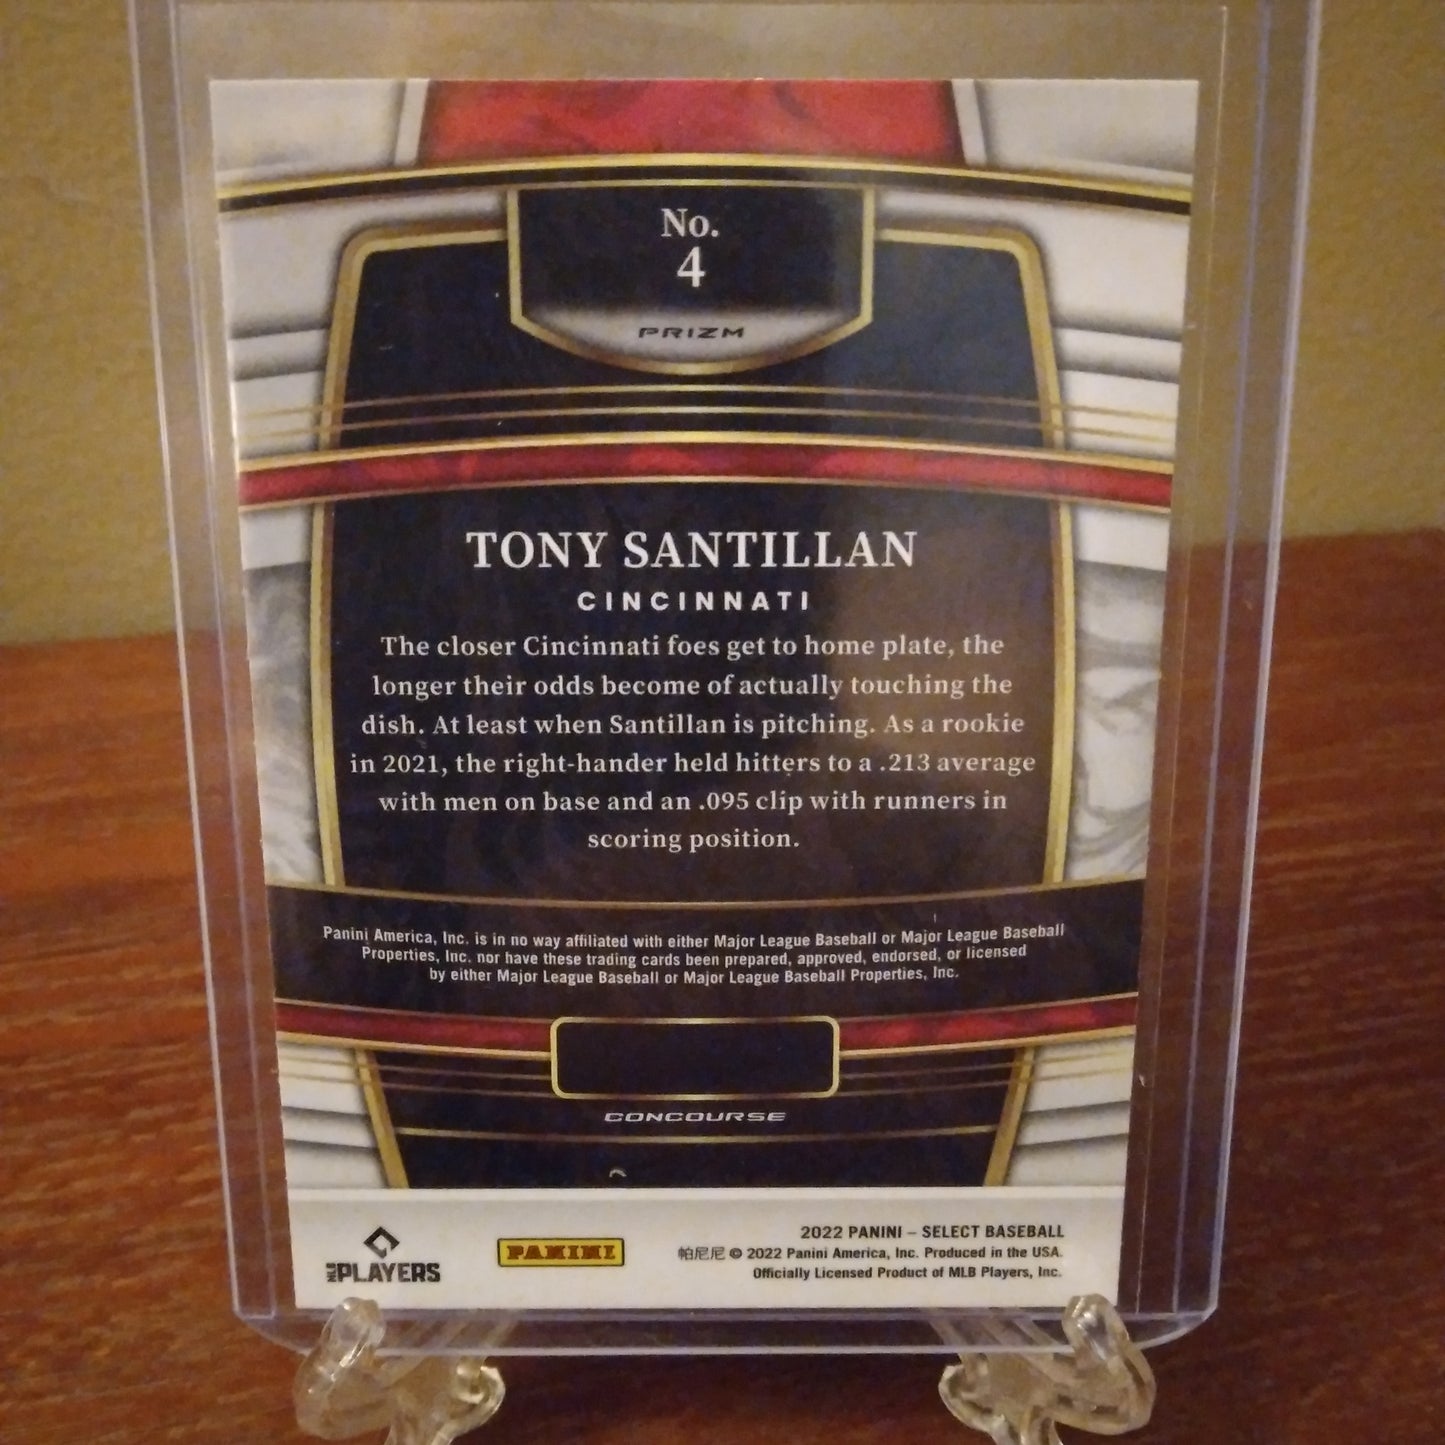 No.
4
PRIZM
TONY SANTILLAN
CINCINNATI
The closer Cincinnati foes get to home plate, the
longer their odds become of actually touching the
dish. At least when Santillan is pitching. As a rookie
in 2021, the right-hander held hitters to a .213 average
with men on base and an .095 clip with runners in
scoring position.
Panini America, Inc. is in no way affiliated with either Major League Baseball or Major League Baseball
Properties, Inc. nor have these trading cards been prepared, approved, endorsed, or licensed
by either Major League Baseball or Major League Baseball Properties, Inc.
CONCOURSE
MLB PLAYERS
PANINI
2022 PANINI – SELECT BASEBALL
帕尼尼 © 2022 Panini America, Inc. Produced in the USA.
Officially Licensed Product of MLB Players, Inc.